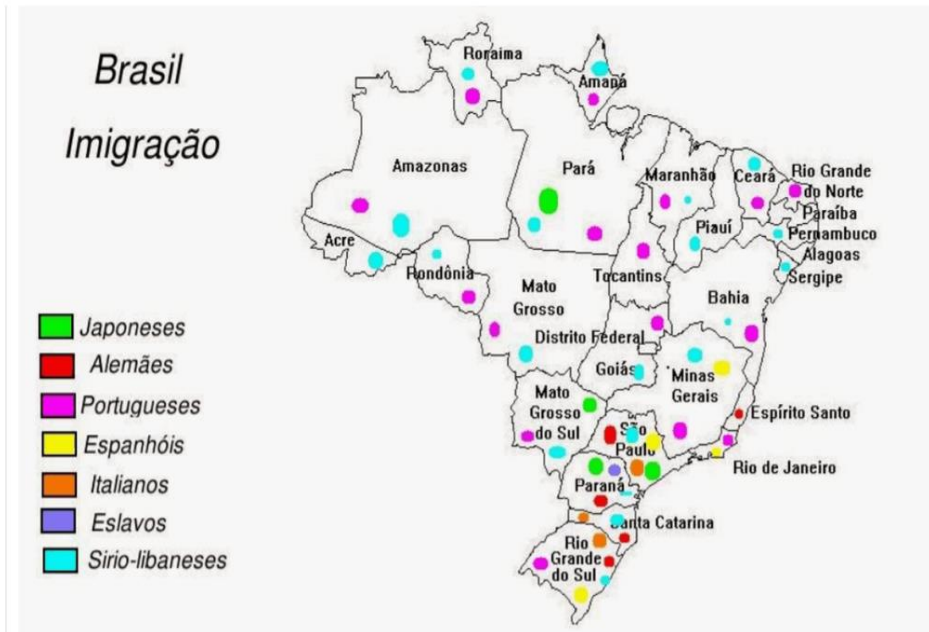 Brasil
Imigração
Roraima
Amapá
Amazonas
Pará
Maranhão
Ceará
Rio Grande
do Norte
Paraíba
Piauí
Pernambuco
Alagoas
Sergipe
Acre
Rondônia
Tocantins
Mato
Grosso
Bahia
Distrito Federal
Goiás
Minas
Gerais
Mato
Grosso
do Sul
Espírito Santo
São
Paulo
Rio de Janeiro
Paraná
Santa Catarina
Rio
Grande
do Sul
Japoneses
Alemães
Portugueses
Espanhóis
Italianos
Eslavos
Sirio-libaneses